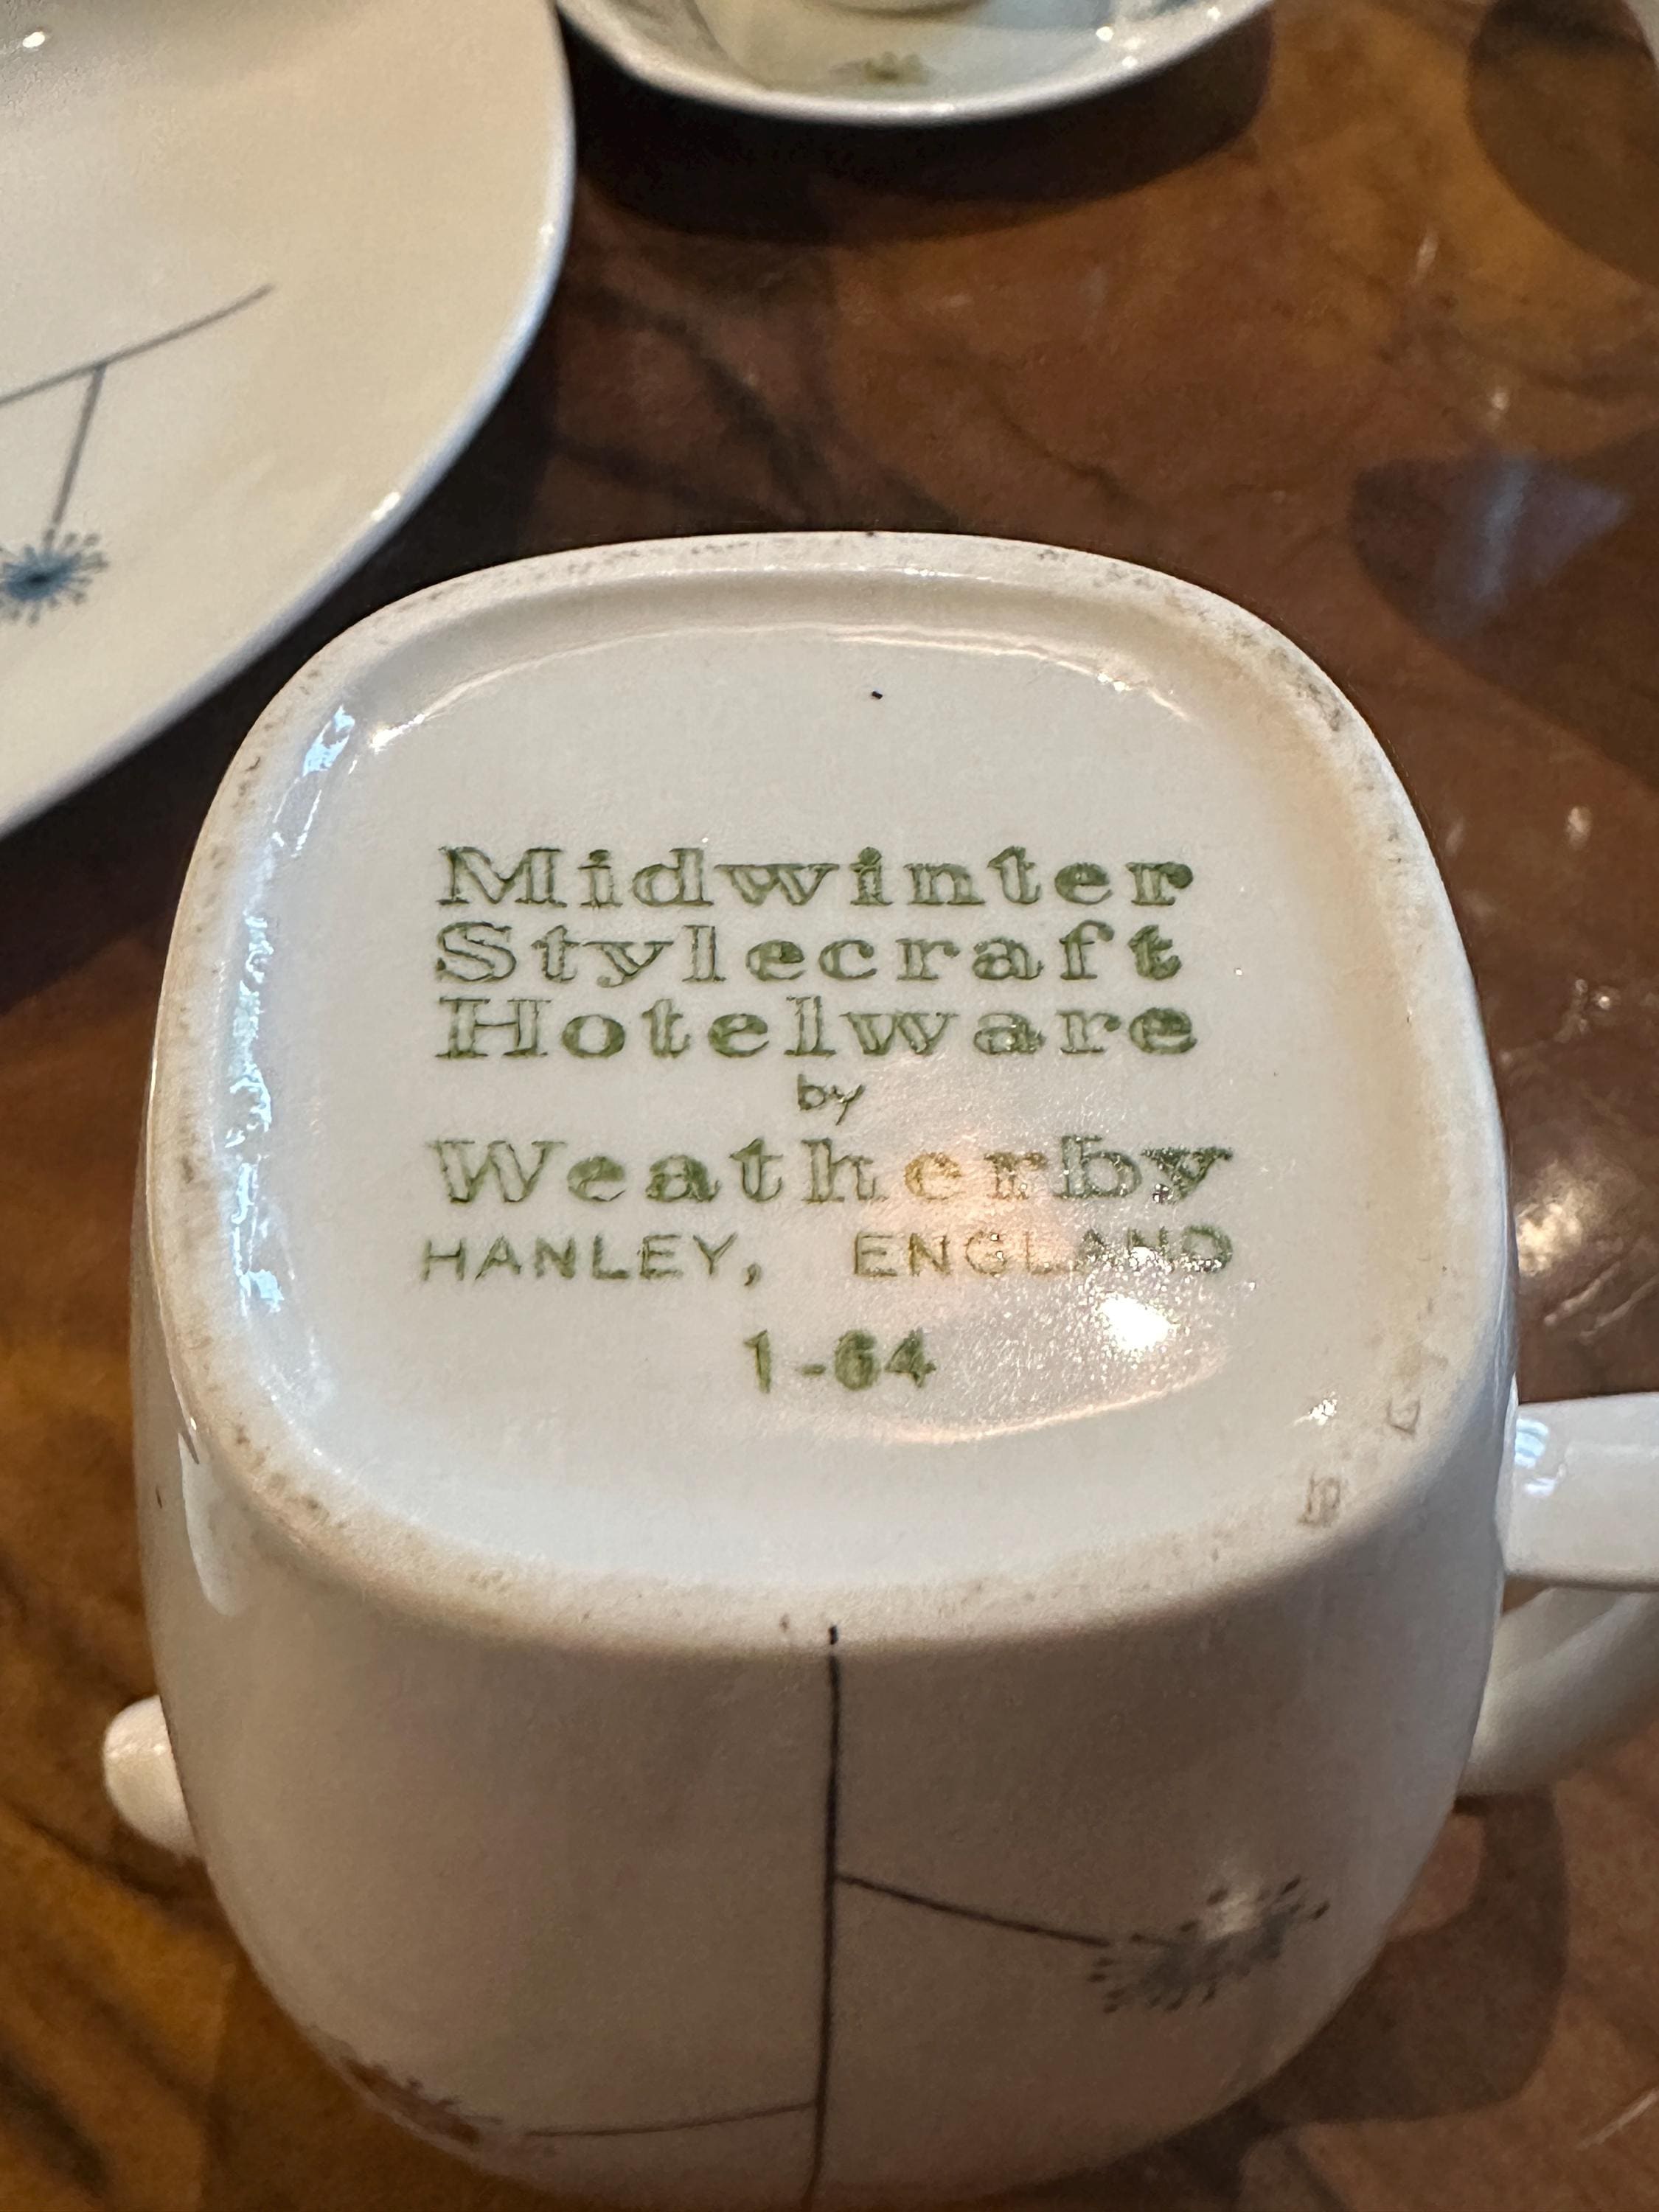 Midwinter
Stylecraft
Hotelware
by
Weatherby
HANLEY, ENGLAND
1-64